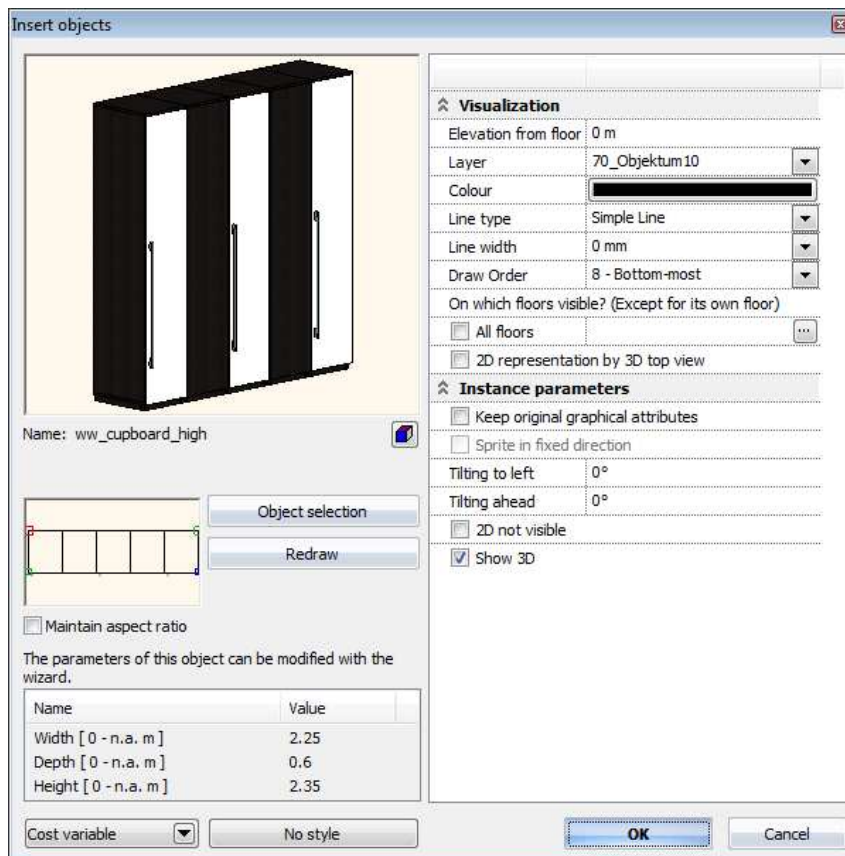 Insert objects
Name: ww_cupboard_high
Object selection
Redraw
Maintain aspect ratio
The parameters of this object can be modified with the
wizard.
Name Value
Width [ 0 - n.a. m ] 2.25
Depth [ 0 - n.a. m ] 0.6
Height [ 0 - n.a. m ] 2.35
Cost variable
No style
Visualization
Elevation from floor 0 m
Layer 70_Objektum10
Colour
Line type Simple Line
Line width 0 mm
Draw Order 8 - Bottom-most
On which floors visible? (Except for its own floor)
All floors ...
2D representation by 3D top view
Instance parameters
Keep original graphical attributes
Sprite in fixed direction
Tilting to left 0°
Tilting ahead 0°
2D not visible
Show 3D
OK
Cancel